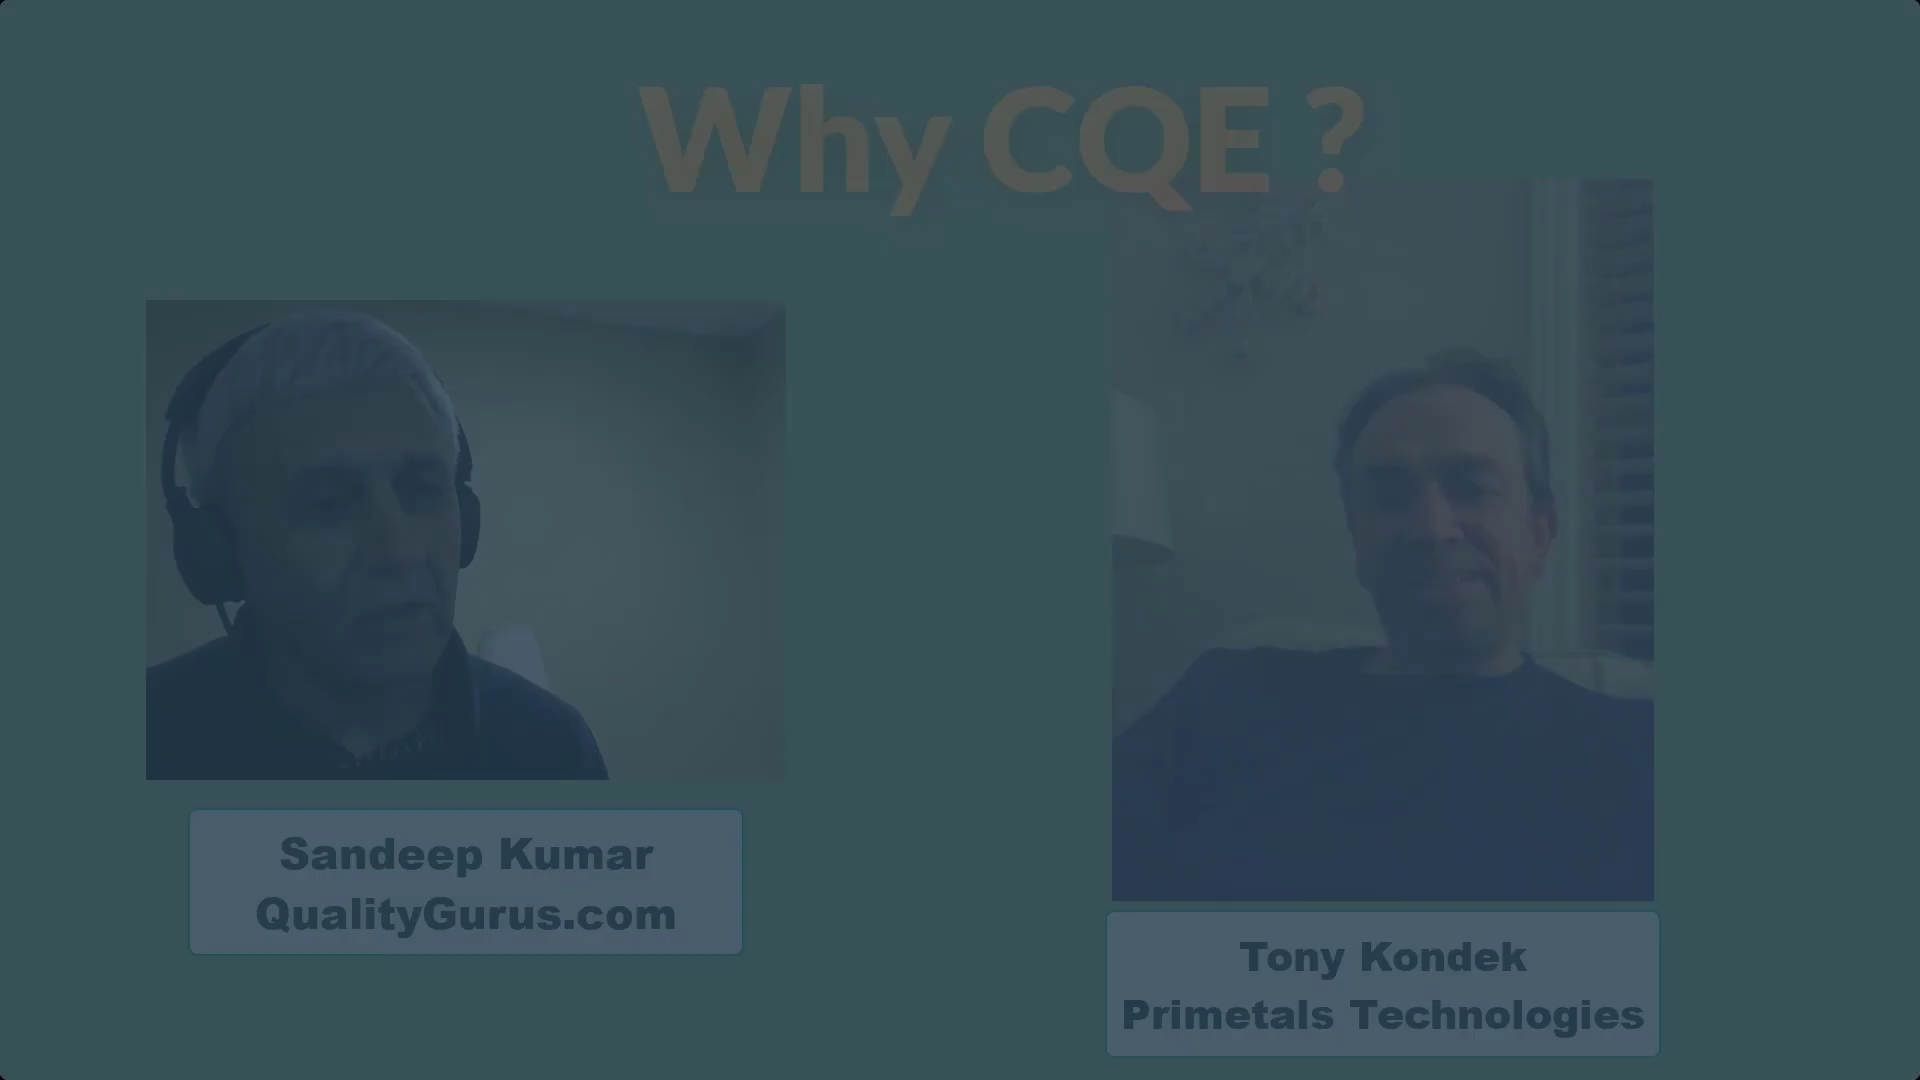 Why CQE ?
Sandeep Kumar
QualityGurus.com
Tony Kondek
Primetals Technologies